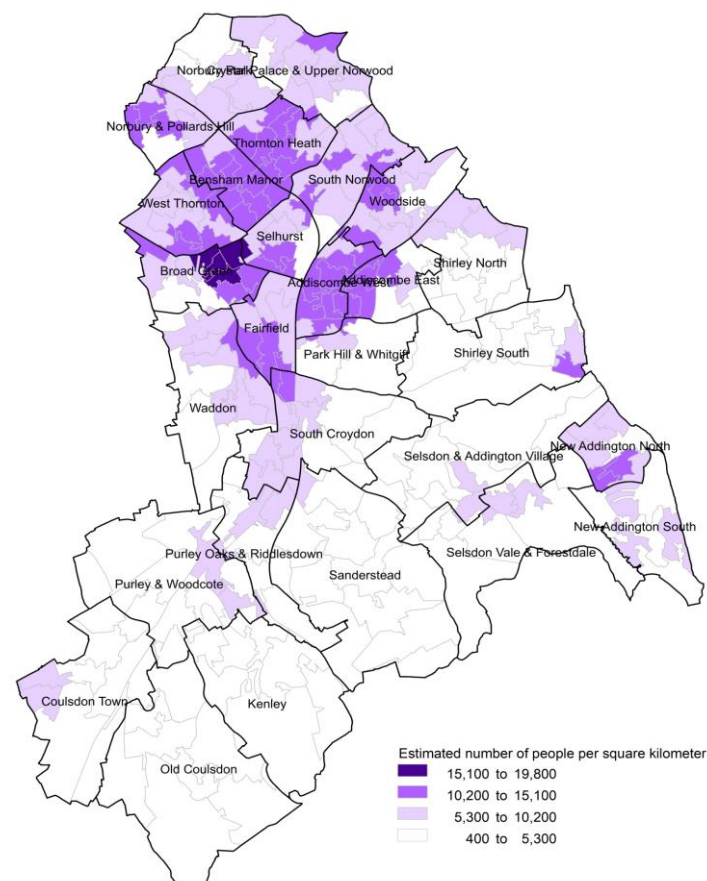 Norbury Park
Crystal Palace & Upper Norwood
Norbury & Pollards Hill
Thornton Heath
Bensham Manor
South Norwood
West Thornton
Woodside
Selhurst
Shirley North
Broad Green
Addiscombe West
Addiscombe East
Fairfield
Park Hill & Whitgift
Shirley South
Waddon
South Croydon
New Addington North
Selsdon & Addington Village
New Addington South
Purley Oaks & Riddlesdown
Selsdon Vale & Forestdale
Sanderstead
Purley & Woodcote
Coulsdon Town
Kenley
Old Coulsdon
Estimated number of people per square kilometer
15,100 to 19,800
10,200 to 15,100
5,300 to 10,200
400 to 5,300